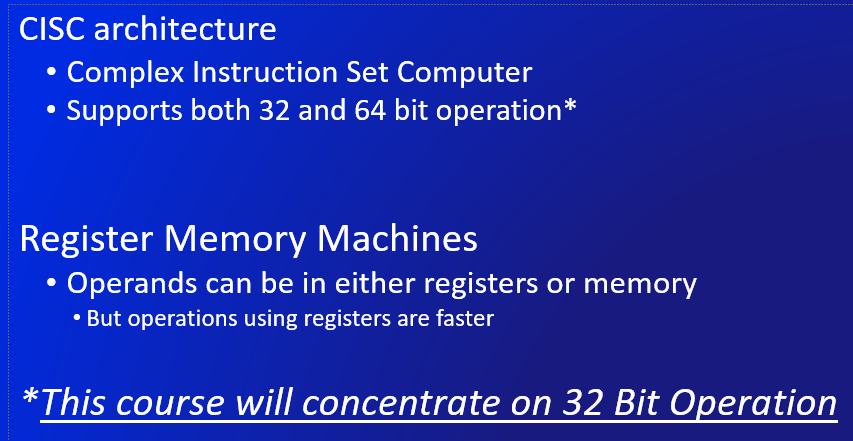 CISC architecture
• Complex Instruction Set Computer
• Supports both 32 and 64 bit operation*
Register Memory Machines
• Operands can be in either registers or memory
• But operations using registers are faster
*This course will concentrate on 32 Bit Operation